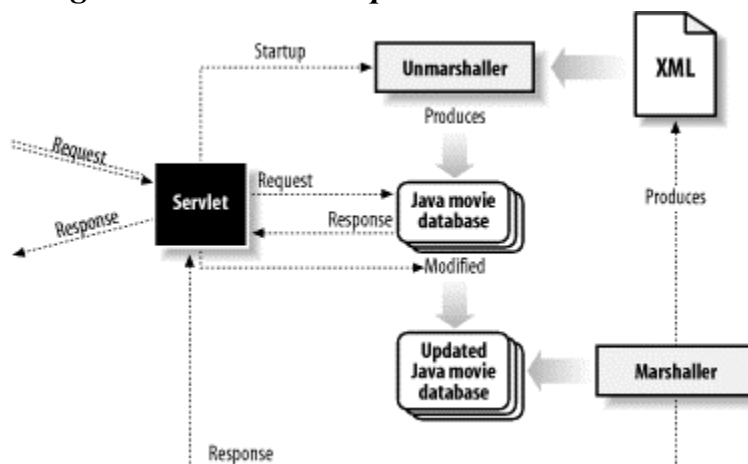 Startup
Unmarshaller
XML
Produces
Request
Servlet
Request
Java movie
database
Produces
Response
Response
Modified
Updated
Java movie
database
Marshaller
Response